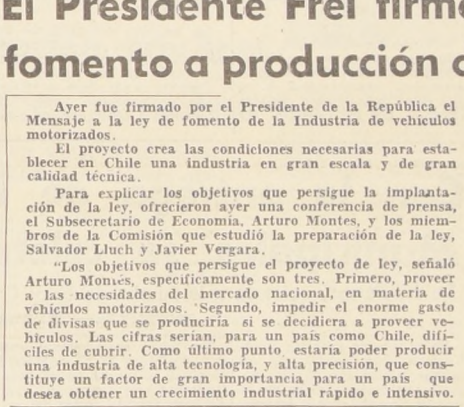 El Presidente Frei firm
fomento a producción
Ayer fue firmado por el Presidente de la República el
Mensaje a la ley de fomento de la Industria de vehículos
motorizados.
El proyecto crea las condiciones necesarias para esta-
blecer en Chile una industria en gran escala y de gran
calidad técnica.
Para explicar los objetivos que persigue la implanta-
ción de la ley, ofrecieron ayer una conferencia de prensa,
el Subsecretario de Economía, Arturo Montes, y los miem-
bros de la Comisión que estudió la preparación de la ley,
Salvador Lluch y Javier Vergara.
"Los objetivos que persigue el proyecto de ley, señaló
Arturo Montes, específicamente son tres. Primero, proveer
a las necesidades del mercado nacional, en materia de
vehículos motorizados. Segundo, impedir el enorme gasto
de divisas que se produciría si se decidiera a proveer ve-
hículos. Las cifras serían, para un país como Chile, difí-
ciles de cubrir. Como último punto estaría poder producir
una industria de alta tecnología, y alta precisión, que cons-
tituye un factor de gran importancia para un país que
desea obtener un crecimiento industrial rápido e intensivo.